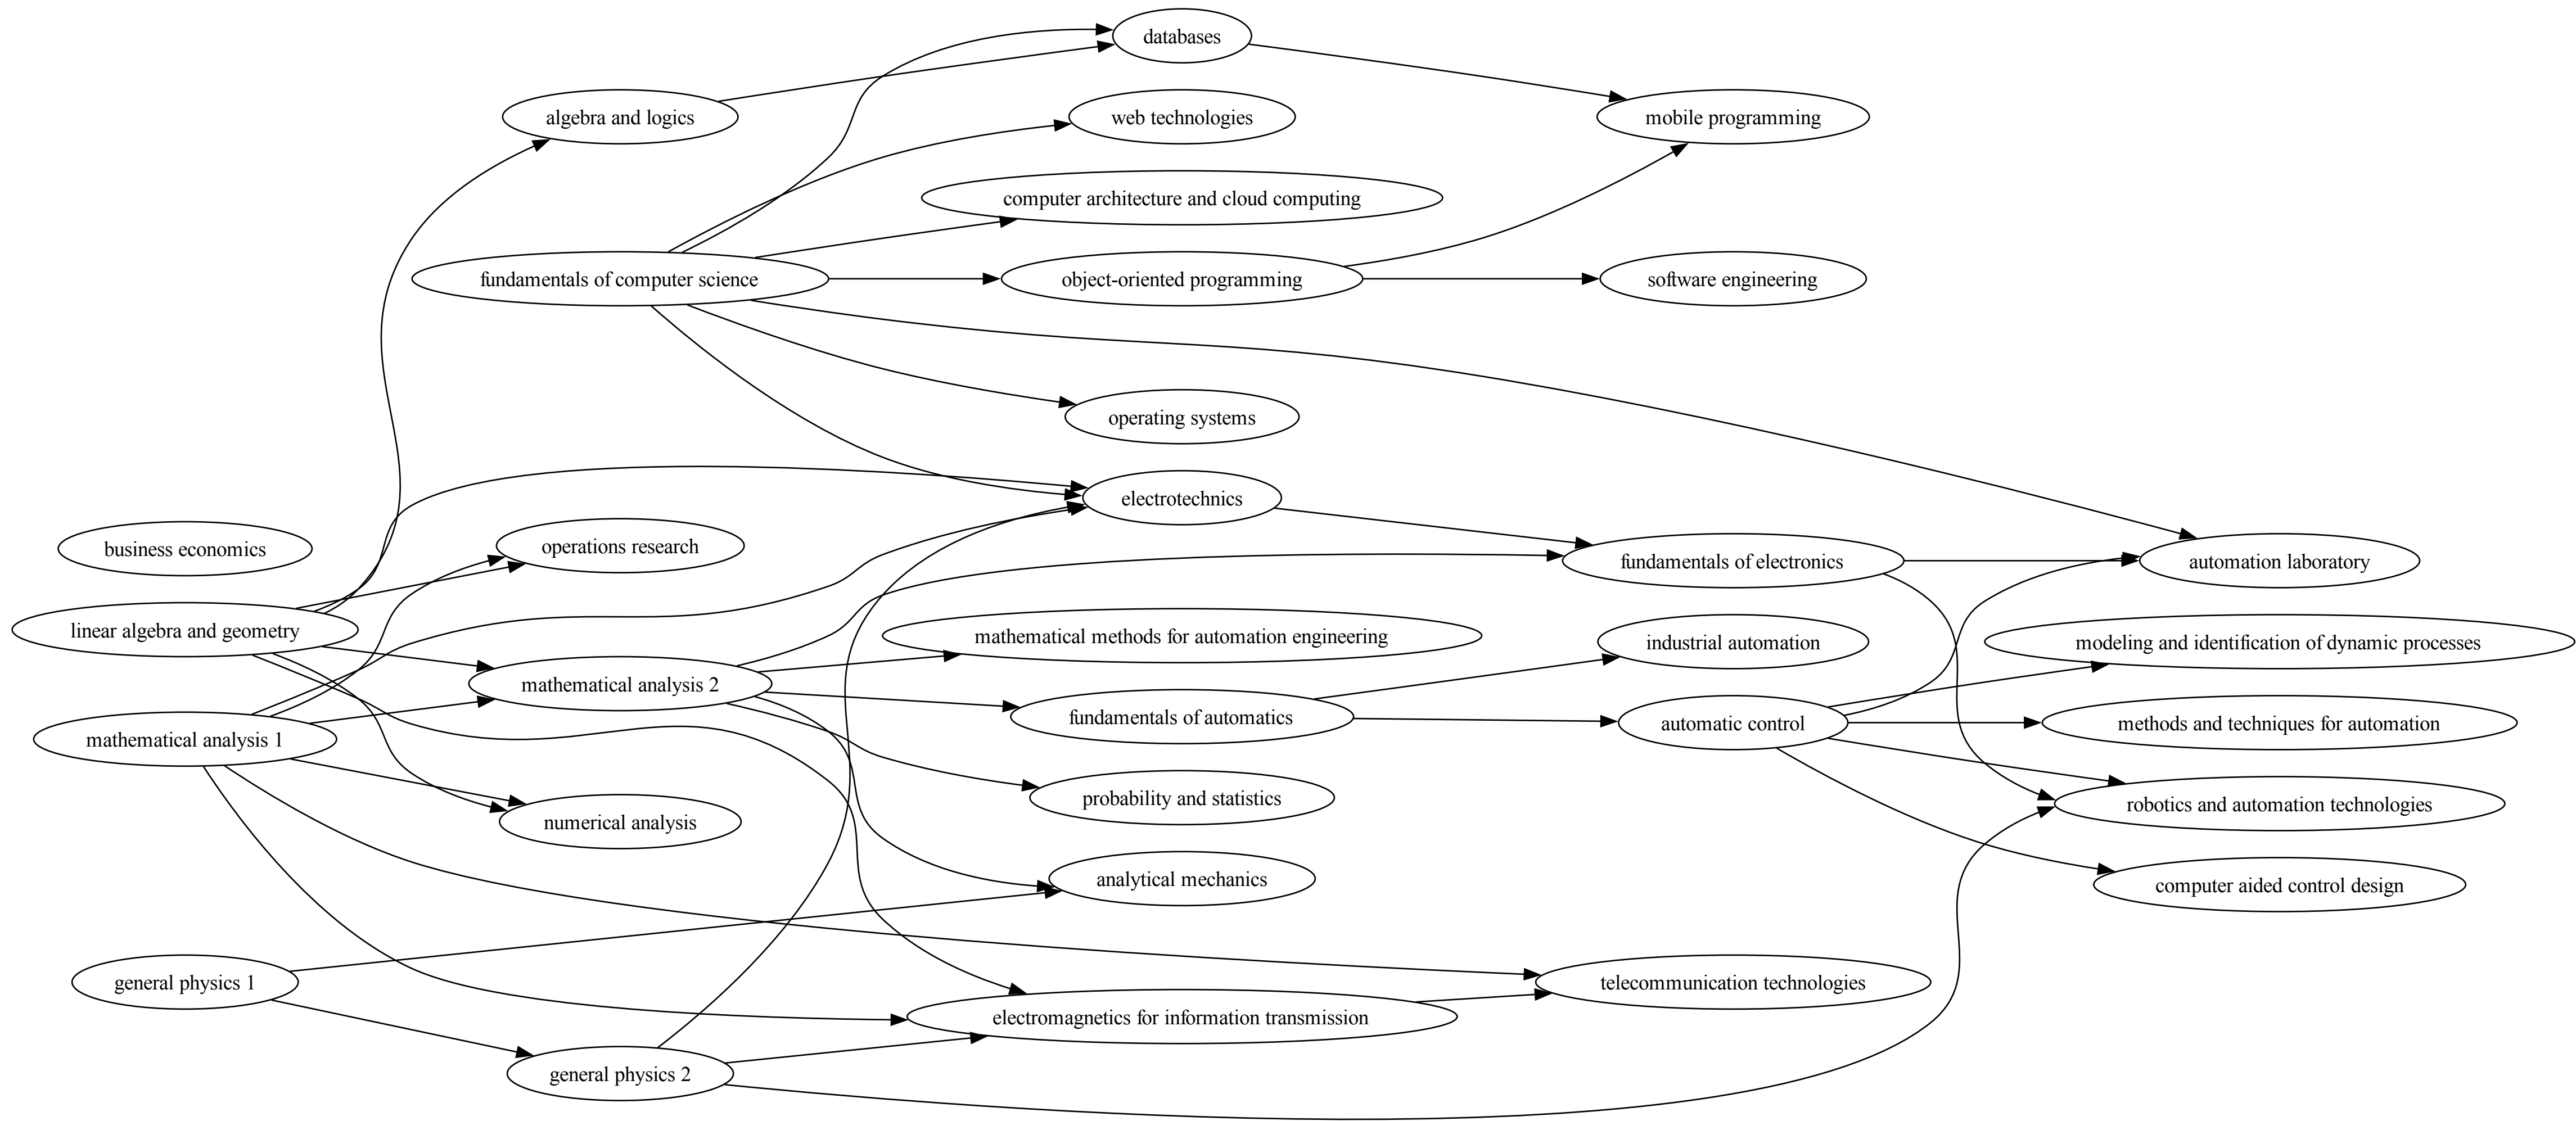 databases
algebra and logics
web technologies
mobile programming
computer architecture and cloud computing
fundamentals of computer science
object-oriented programming
software engineering
operating systems
electrotechnics
business economics
operations research
fundamentals of electronics
automation laboratory
linear algebra and geometry
mathematical methods for automation engineering
industrial automation
modeling and identification of dynamic processes
mathematical analysis 2
fundamentals of automatics
automatic control
methods and techniques for automation
mathematical analysis 1
probability and statistics
robotics and automation technologies
numerical analysis
analytical mechanics
computer aided control design
general physics 1
telecommunication technologies
electromagnetics for information transmission
general physics 2